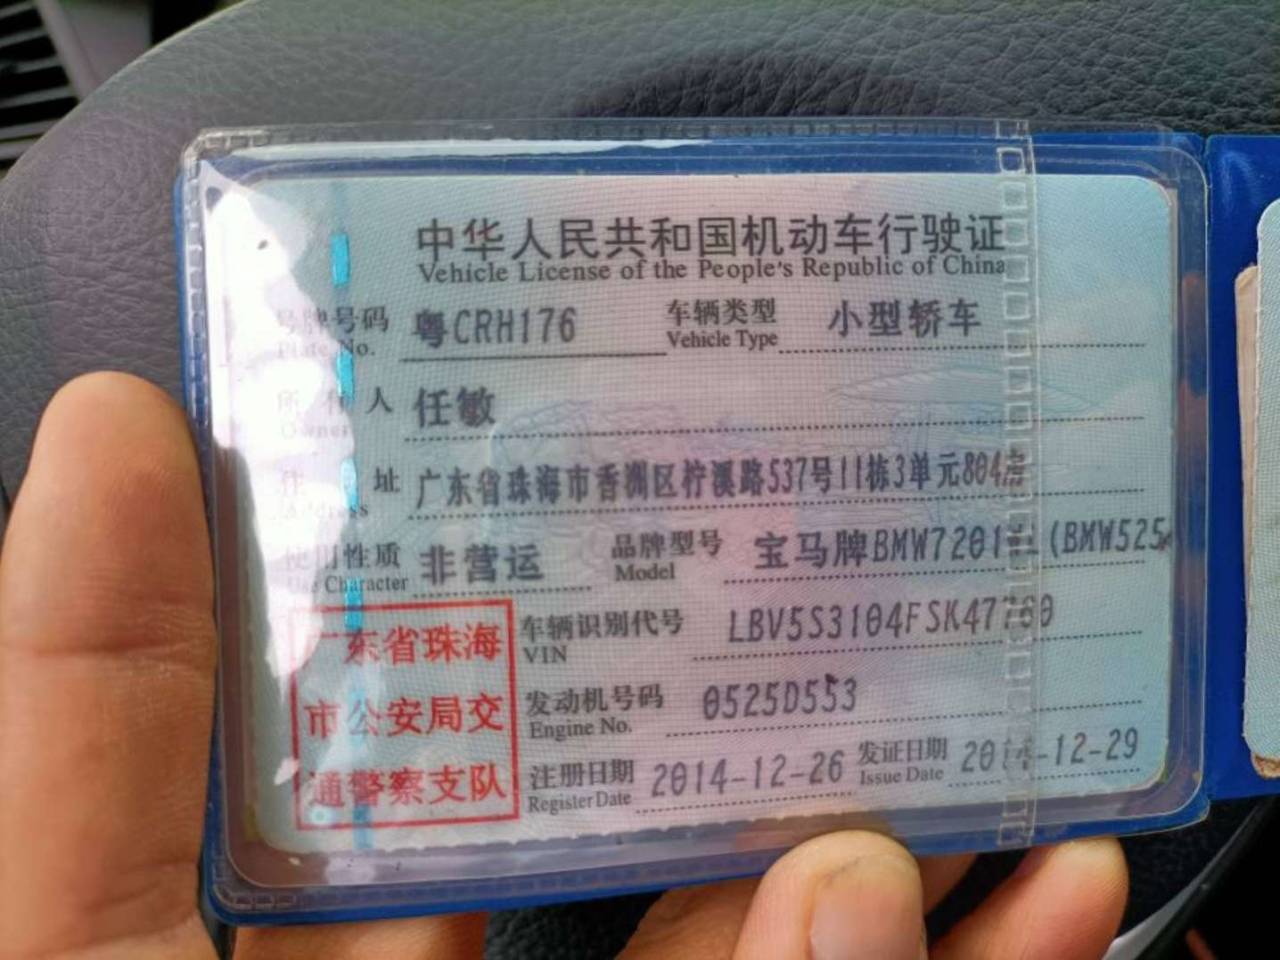 中华人民共和国机动车行驶证
Vehicle License of the People's Republic of China
号牌号码 粤CRH176 车辆类型 小型轿车
Plate No. Vehicle Type
所有人 任敏
Owner
住址 广东省珠海市香洲区柠溪路537号11栋3单元804房
Address
使用性质 非营运 品牌型号 宝马牌BMW7201 (BMW525
Use Character Model
车辆识别代号 LBV5S3104FSK47760
VIN
发动机号码 0525D553
Engine No.
注册日期 2014-12-26 发证日期 2014-12-29
Register Date Issue Date
广东省珠海
市公安局交
通警察支队